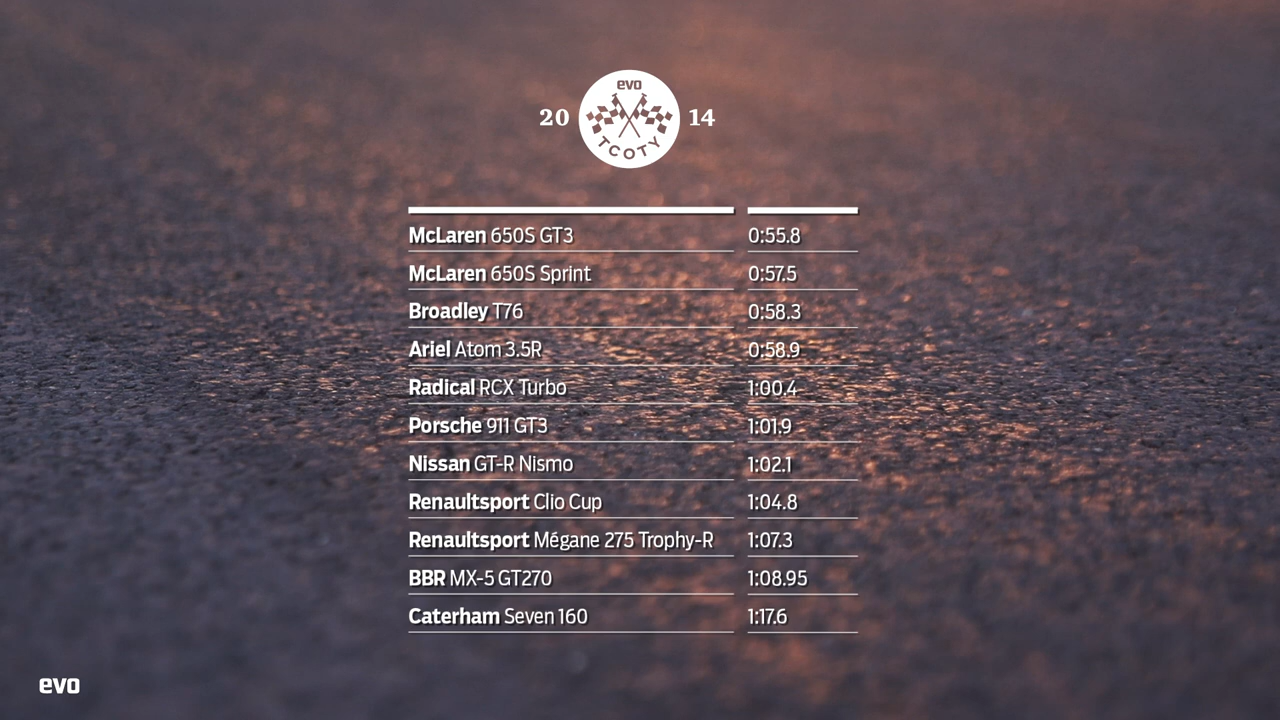 evo
20 14
TCOTY
McLaren 650S GT3 0:55.8
McLaren 650S Sprint 0:57.5
Broadley T76 0:58.3
Ariel Atom 3.5R 0:58.9
Radical RCX Turbo 1:00.4
Porsche 911 GT3 1:01.9
Nissan GT-R Nismo 1:02.1
Renaultsport Clio Cup 1:04.8
Renaultsport Mégane 275 Trophy-R 1:07.3
BBR MX-5 GT270 1:08.95
Caterham Seven 160 1:17.6
evo